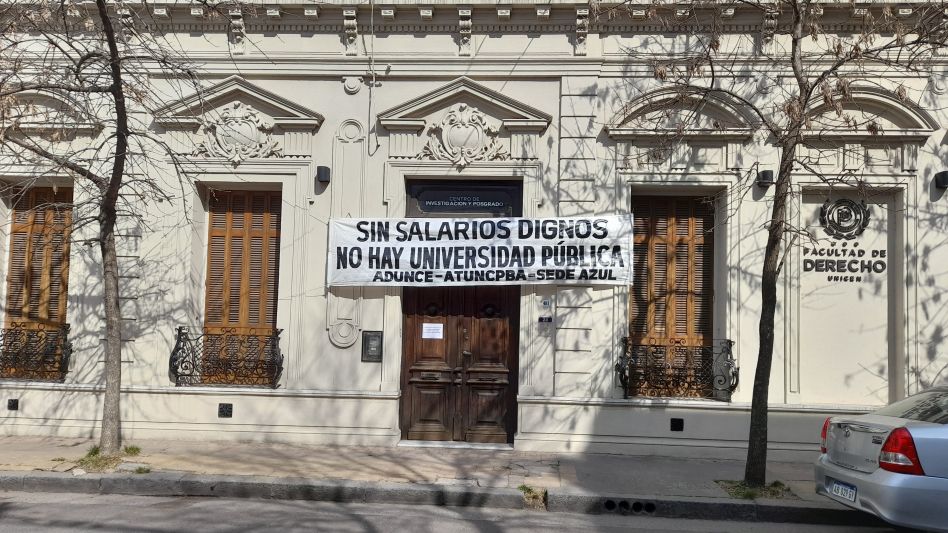 CENTRO DE
INVESTIGACIÓN Y POSGRADO
SIN SALARIOS DIGNOS
NO HAY UNIVERSIDAD PÚBLICA
ADUNCE-ATUNCPBA-SEDE AZUL
FACULTAD DE
DERECHO
UNICEN